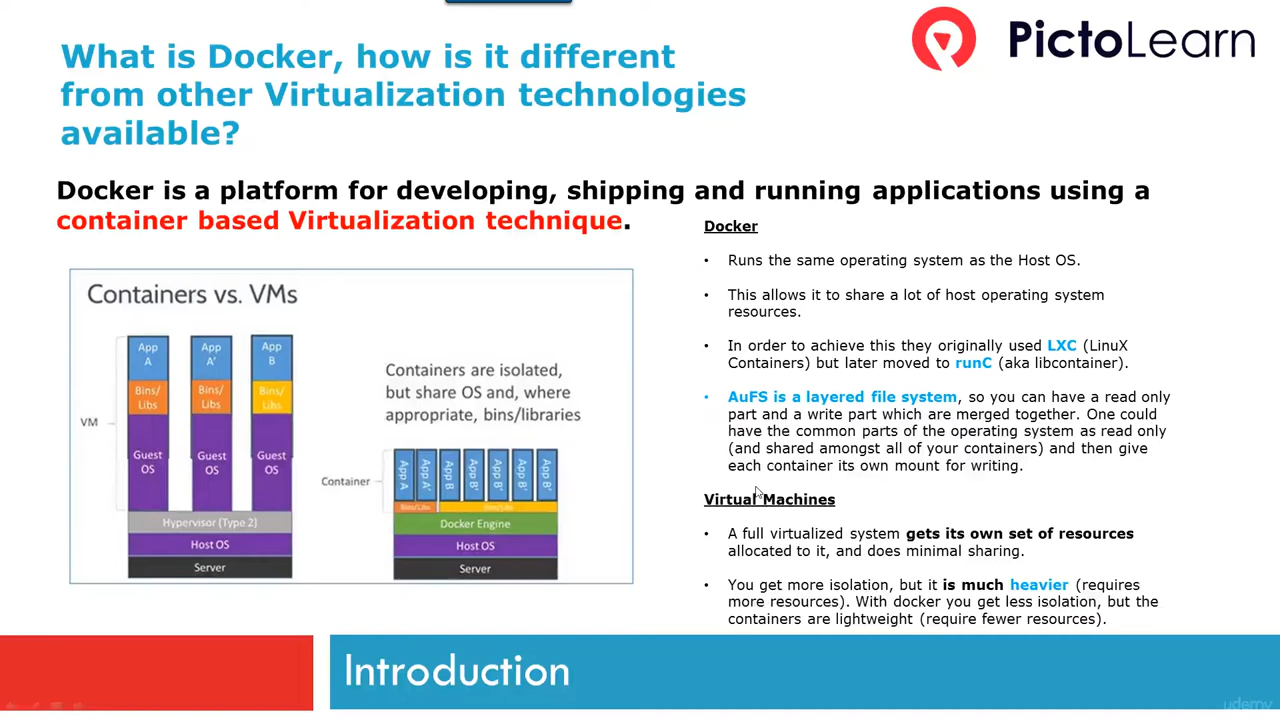 PictoLearn
What is Docker, how is it different
from other Virtualization technologies
available?
Docker is a platform for developing, shipping and running applications using a
container based Virtualization technique.
Containers vs. VMs
App
A
App
A'
App
B
Bins/
Libs
Bins/
Libs
Bins/
Libs
VM
Guest
OS
Guest
OS
Guest
OS
Hypervisor (Type 2)
Host OS
Server
Containers are isolated,
but share OS and, where
appropriate, bins/libraries
Container
App A
App A'
App B
App B'
App B'
App B'
App B'
Bins/Libs
Bins/Libs
Docker Engine
Host OS
Server
Docker
• Runs the same operating system as the Host OS.
• This allows it to share a lot of host operating system
resources.
• In order to achieve this they originally used LXC (LinuX
Containers) but later moved to runC (aka libcontainer).
• AuFS is a layered file system, so you can have a read only
part and a write part which are merged together. One could
have the common parts of the operating system as read only
(and shared amongst all of your containers) and then give
each container its own mount for writing.
Virtual Machines
• A full virtualized system gets its own set of resources
allocated to it, and does minimal sharing.
• You get more isolation, but it is much heavier (requires
more resources). With docker you get less isolation, but the
containers are lightweight (require fewer resources).
Introduction
udemy